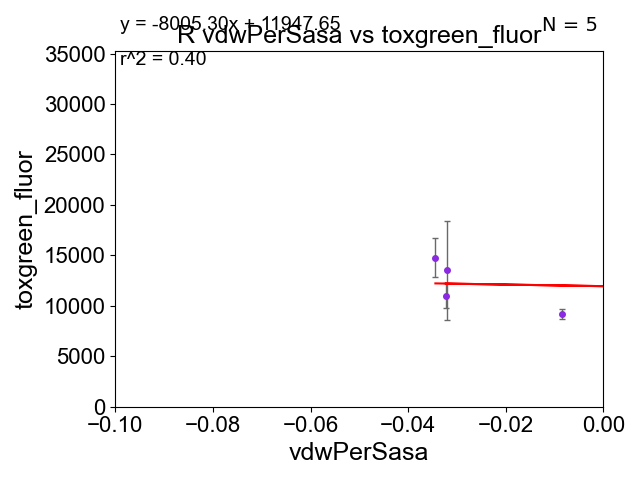 y = -8005.30x + 11947.65
N = 5
R vdwPerSasa vs toxgreen_fluor
r^2 = 0.40
35000
30000
25000
20000
15000
10000
5000
0
toxgreen_fluor
−0.10 −0.08 −0.06 −0.04 −0.02 0.00
vdwPerSasa